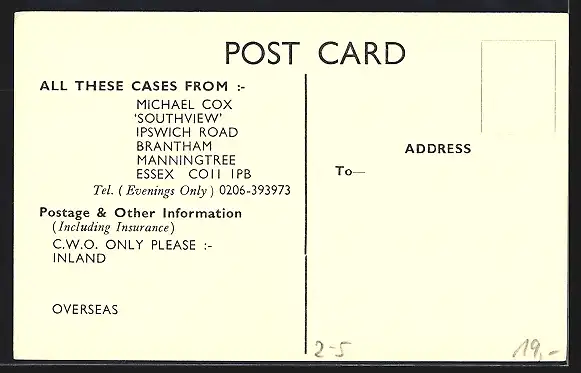 POST CARD
ALL THESE CASES FROM :-
MICHAEL COX
'SOUTHVIEW'
IPSWICH ROAD
BRANTHAM
MANNINGTREE
ESSEX CO11 1PB
Tel. (Evenings Only) 0206-393973
Postage & Other Information
(Including Insurance)
C.W.O. ONLY PLEASE :-
INLAND
OVERSEAS
ADDRESS
To—
2-5
19,-